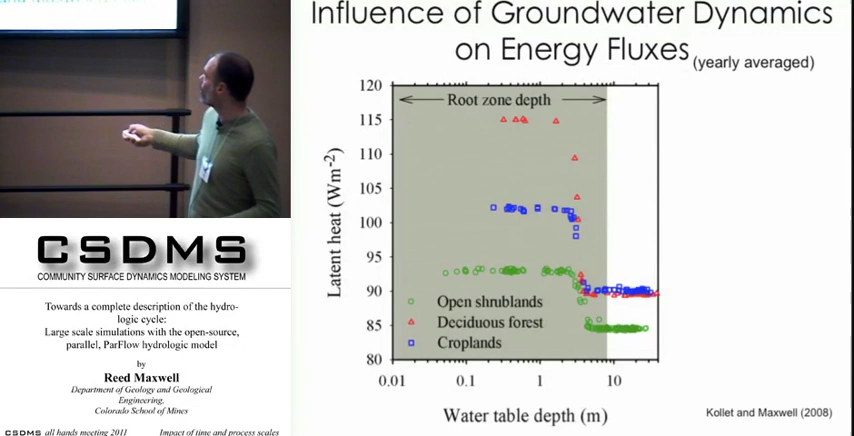 Influence of Groundwater Dynamics
on Energy Fluxes (yearly averaged)
120
Root zone depth
115
110
105
100
95
90
85
80
Latent heat (Wm-2)
Open shrublands
Deciduous forest
Croplands
0.01 0.1 1 10
Water table depth (m)
Kollet and Maxwell (2008)
CSDMS
COMMUNITY SURFACE DYNAMICS MODELING SYSTEM
Towards a complete description of the hydro-
logic cycle:
Large scale simulations with the open-source,
parallel, ParFlow hydrologic model
by
Reed Maxwell
Department of Geology and Geological
Engineering,
Colorado School of Mines
CSDMS all hands meeting 2011 Impact of time and process scales